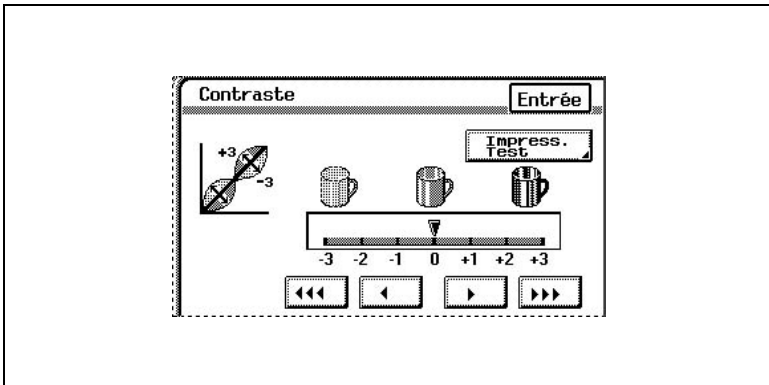 Contraste
Entrée
Impress.
Test
+3
-3
-3 -2 -1 0 +1 +2 +3